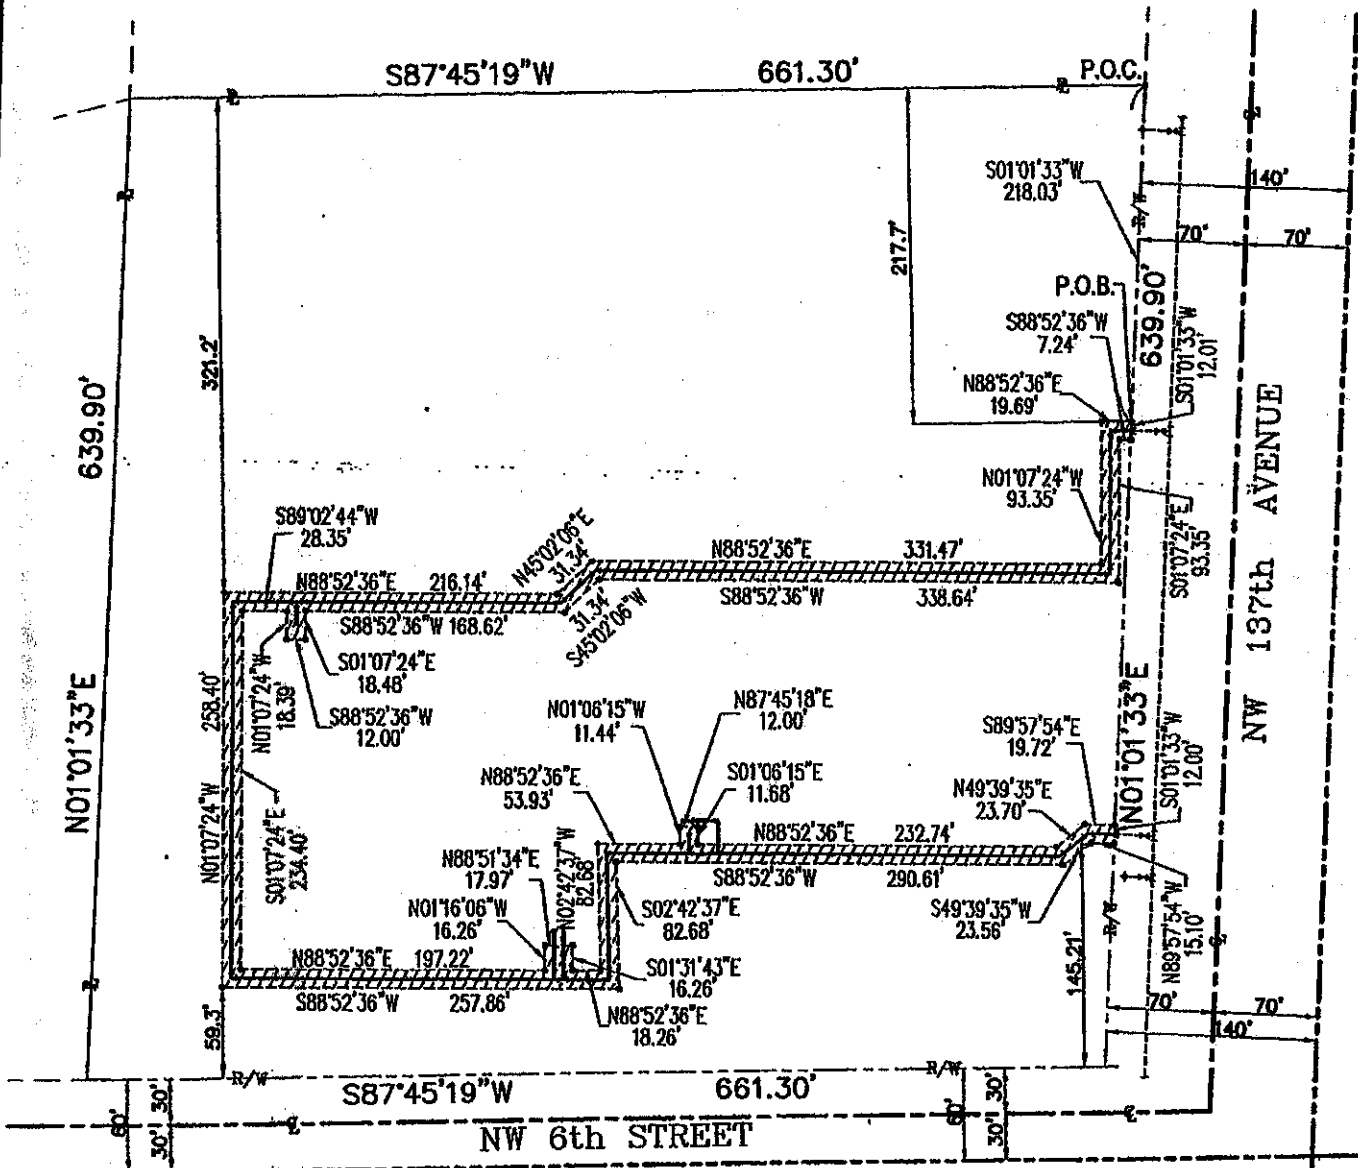 S87°45'19"W 661.30' P.O.C.
S01°01'33"W
218.03'
R/W
140'
70' 70'
217.7'
P.O.B.
639.90'
S88°52'36"W
7.24'
S01°01'33"W
12.01'
321.2'
N88°52'36"E
19.69'
639.90'
NW 137th AVENUE
N01°07'24"W
93.35'
S01°07'24"E
93.35'
S89°02'44"W
28.35'
N45°02'06"E
31.34'
N88°52'36"E 331.47'
N88°52'36"E 216.14'
S88°52'36"W 338.64'
31.34'
S45°02'06"W
S88°52'36"W 168.62'
S01°07'24"E
18.48'
N01°07'24"W
18.39'
S88°52'36"W
12.00'
258.40'
N01°07'24"W
N01°01'33"E
S01°07'24"E
234.40'
N87°45'18"E
12.00'
N01°06'15"W
11.44'
S01°06'15"E
11.68'
N88°52'36"E
53.93'
N01°01'33"E
S89°57'54"E
19.72'
S01°01'33"W
12.00'
N49°39'35"E
23.70'
N88°52'36"E 232.74'
S88°52'36"W 290.61'
N02°42'37"W
82.68'
N88°51'34"E
17.97'
N01°16'06"W
16.26'
S02°42'37"E
82.68'
S49°39'35"W
23.56'
R/W
N89°57'54"W
15.10'
N88°52'36"E 197.22'
S01°31'43"E
16.26'
145.21'
S88°52'36"W 257.86'
N88°52'36"E
18.26'
70' 70'
140'
59.3'
R/W R/W
S87°45'19"W 661.30'
60' 30' 30' 60' 30' 30'
NW 6th STREET